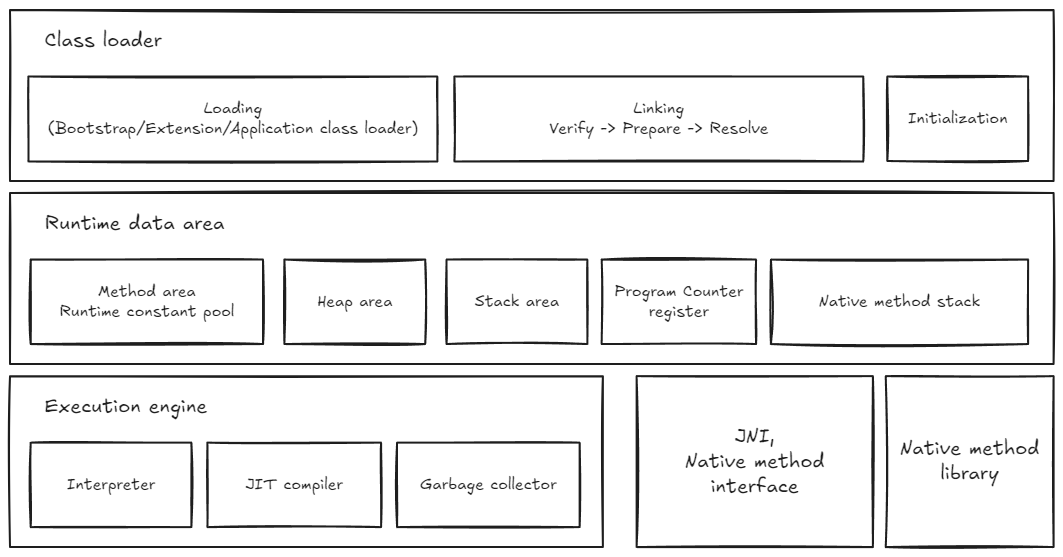 Class loader
Loading
(Bootstrap/Extension/Application class loader)
Linking
Verify -> Prepare -> Resolve
Initialization
Runtime data area
Method area
Runtime constant pool
Heap area
Stack area
Program Counter
register
Native method stack
Execution engine
Interpreter
JIT compiler
Garbage collector
JNI,
Native method
interface
Native method
library